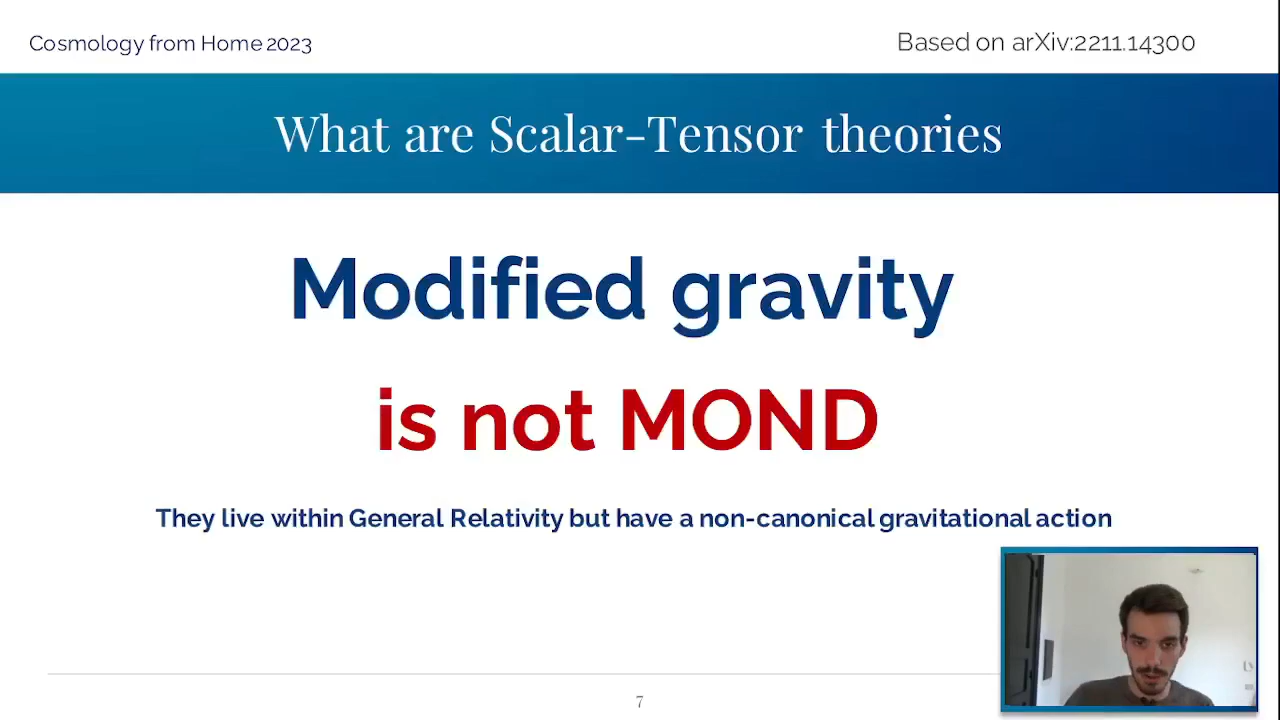 Cosmology from Home 2023
Based on arXiv:2211.14300
What are Scalar-Tensor theories
Modified gravity
is not MOND
They live within General Relativity but have a non-canonical gravitational action
7